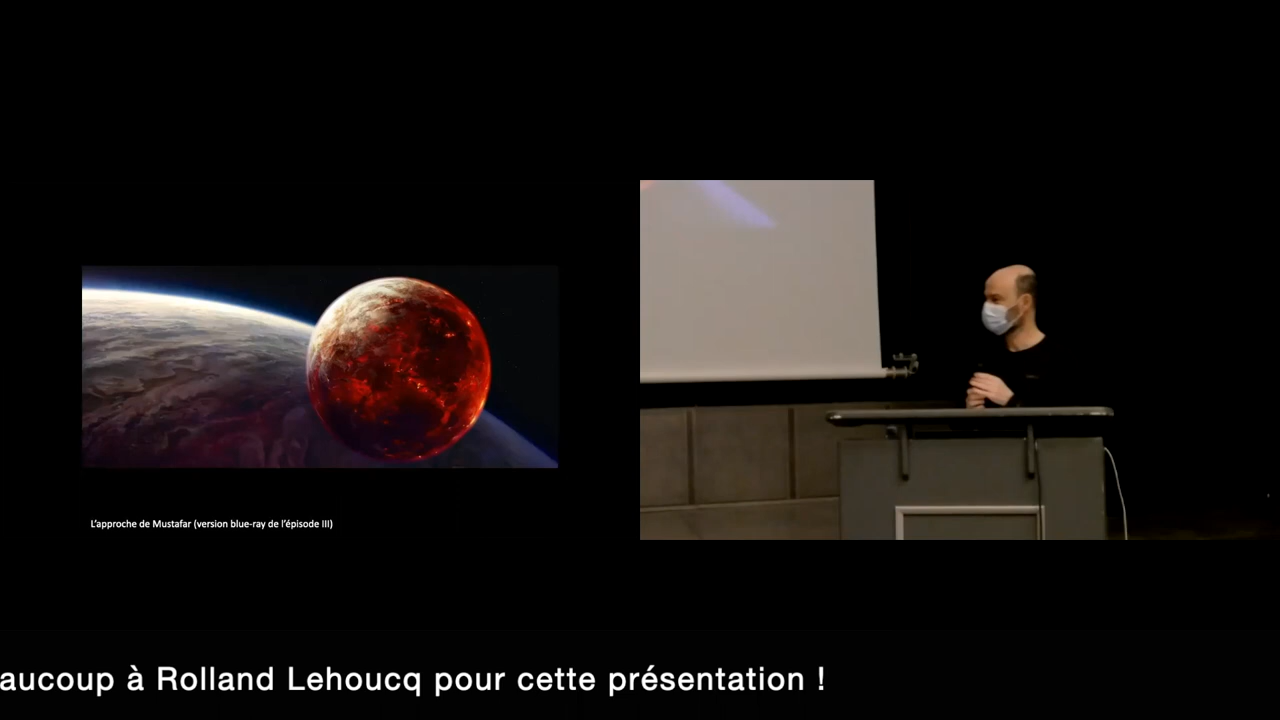 L'approche de Mustafar (version blue-ray de l'épisode III)
aucoup à Rolland Lehoucq pour cette présentation !